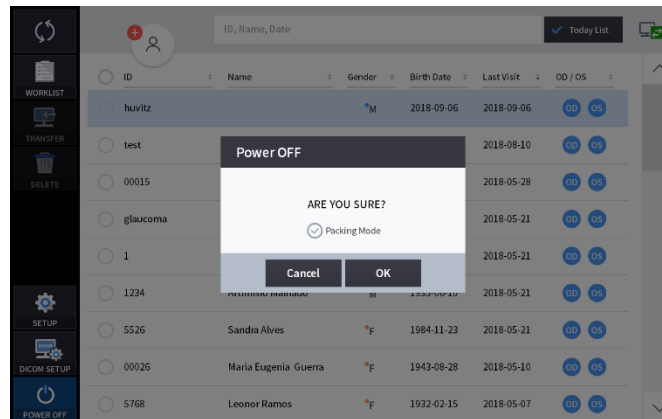 ID, Name, Date
Today List
ID Name Gender Birth Date Last Visit OD / OS
WORKLIST
huvitz M 2018-09-06 2018-09-06 OD OS
TRANSFER
test 2018-08-10 OD OS
Power OFF
DELETE
00015 2018-05-28 OD OS
ARE YOU SURE?
glaucoma 2018-05-21 OD OS
Packing Mode
1 2018-05-21 OD OS
Cancel OK
1234 M 1935-06-10 2018-05-21 OD OS
SETUP
5526 Sandra Alves F 1984-11-23 2018-05-21 OD OS
DICOM SETUP
00026 Maria Eugenia Guerra F 1943-08-28 2018-05-10 OD OS
POWER OFF
5768 Leonor Ramos F 1932-02-15 2018-05-07 OD OS